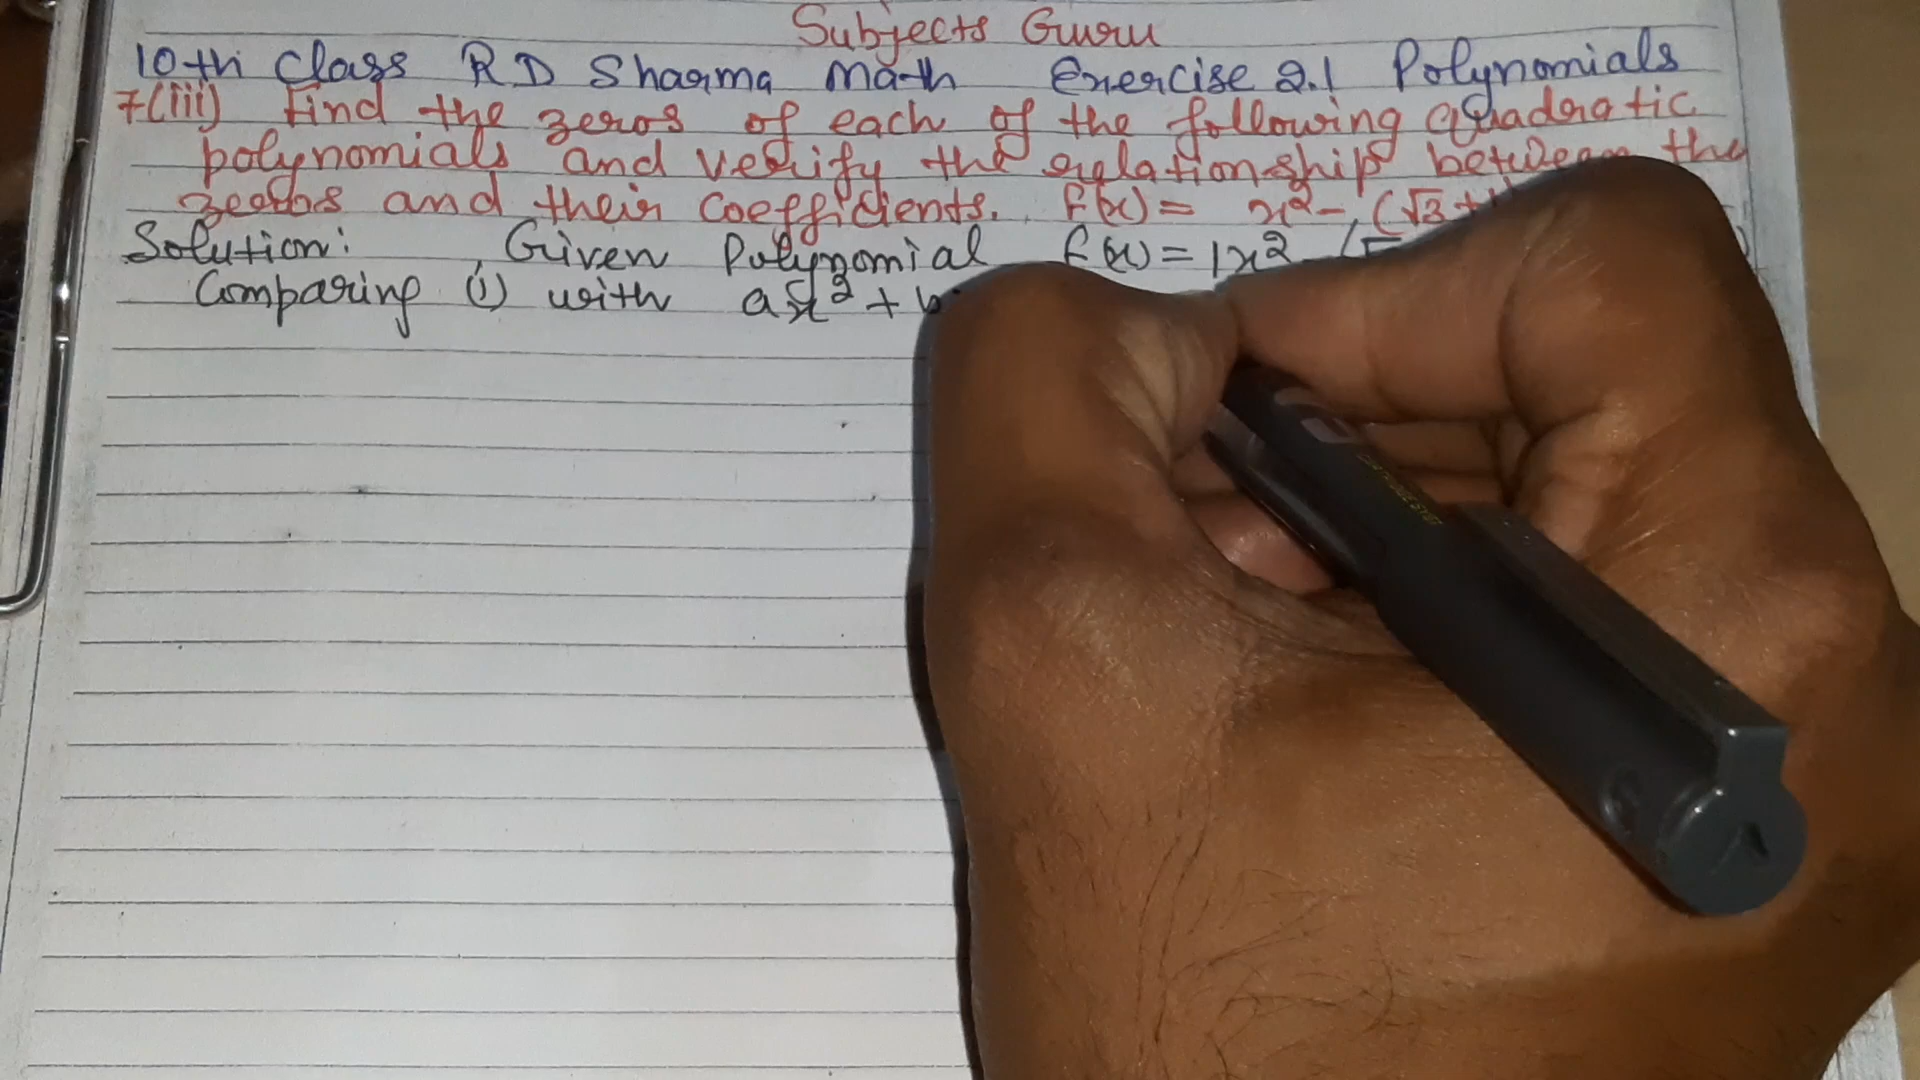 Subjects Guru
10th Class RD Sharma Math Exercise 2.1 Polynomials
7(iii) Find the zeros of each of the following quadratic
polynomials and verify the relationship between the
zeros and their coefficients. f(x) = x² - (√3+1
Solution: Given Polynomial f(x) = 1x² - (√
Comparing (i) with ax² + b